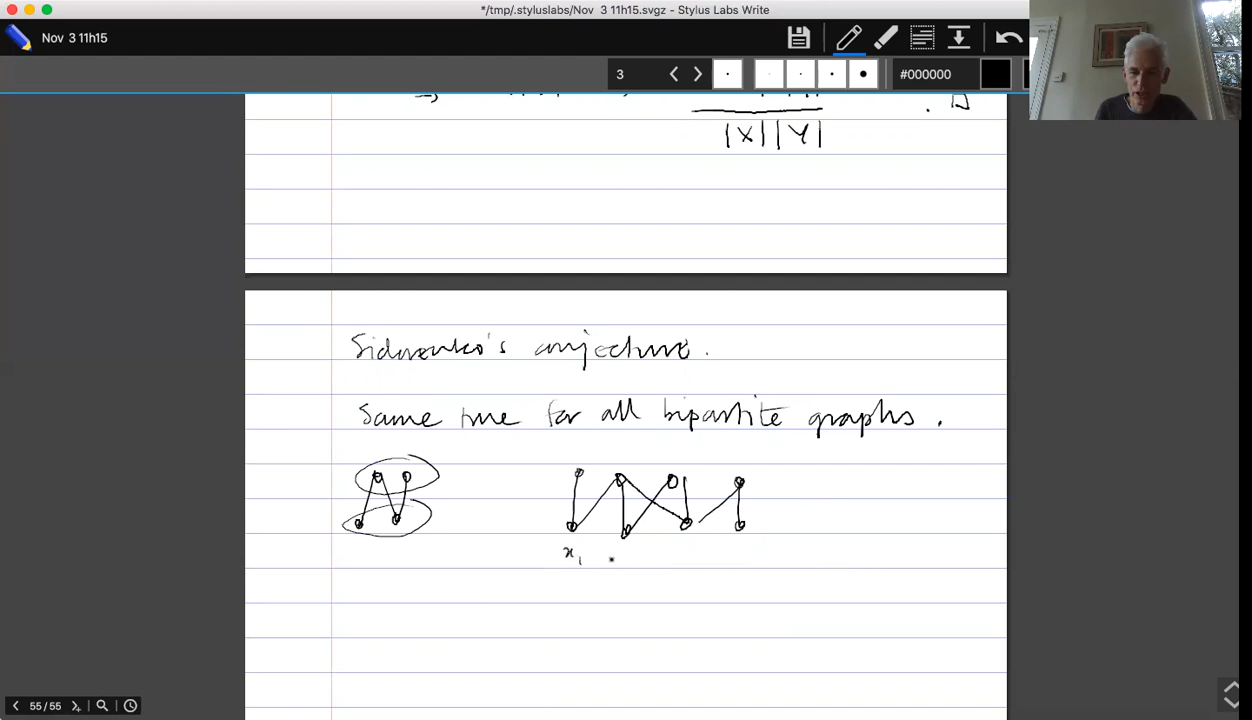 */tmp/.styluslabs/Nov 3 11h15.svgz - Stylus Labs Write
Nov 3 11h15
3
#000000
|X||Y|
Sidorenko's conjecture.
Same true for all bipartite graphs.
x1
55/55